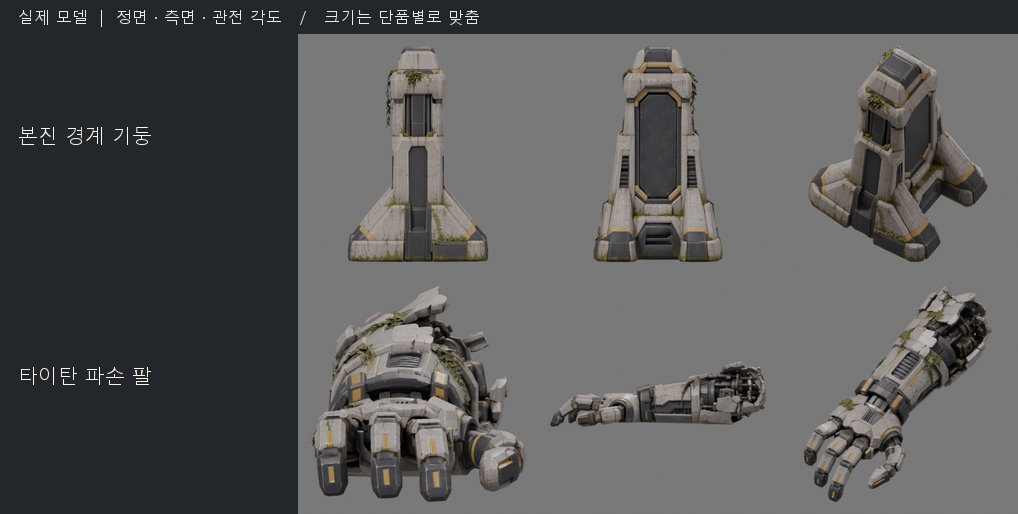 실제 모델 | 정면 · 측면 · 관전 각도 / 크기는 단품별로 맞춤
본진 경계 기둥
타이탄 파손 팔